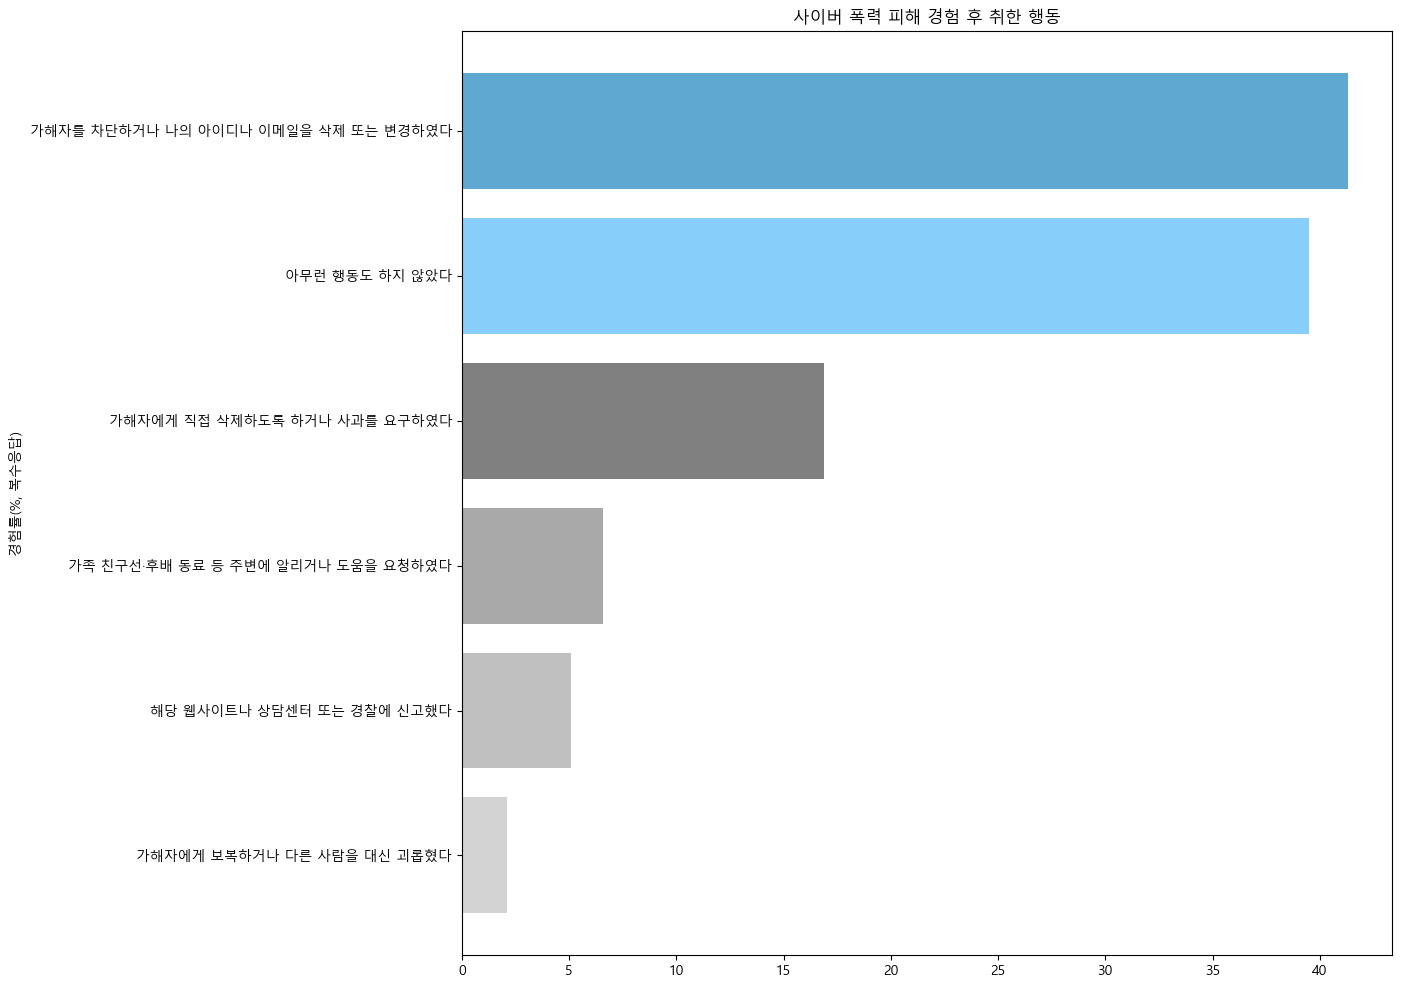 사이버 폭력 피해 경험 후 취한 행동
가해자를 차단하거나 나의 아이디나 이메일을 삭제 또는 변경하였다
아무런 행동도 하지 않았다
가해자에게 직접 삭제하도록 하거나 사과를 요구하였다
경험률(%, 복수응답)
가족 친구선·후배 동료 등 주변에 알리거나 도움을 요청하였다
해당 웹사이트나 상담센터 또는 경찰에 신고했다
가해자에게 보복하거나 다른 사람을 대신 괴롭혔다
0 5 10 15 20 25 30 35 40